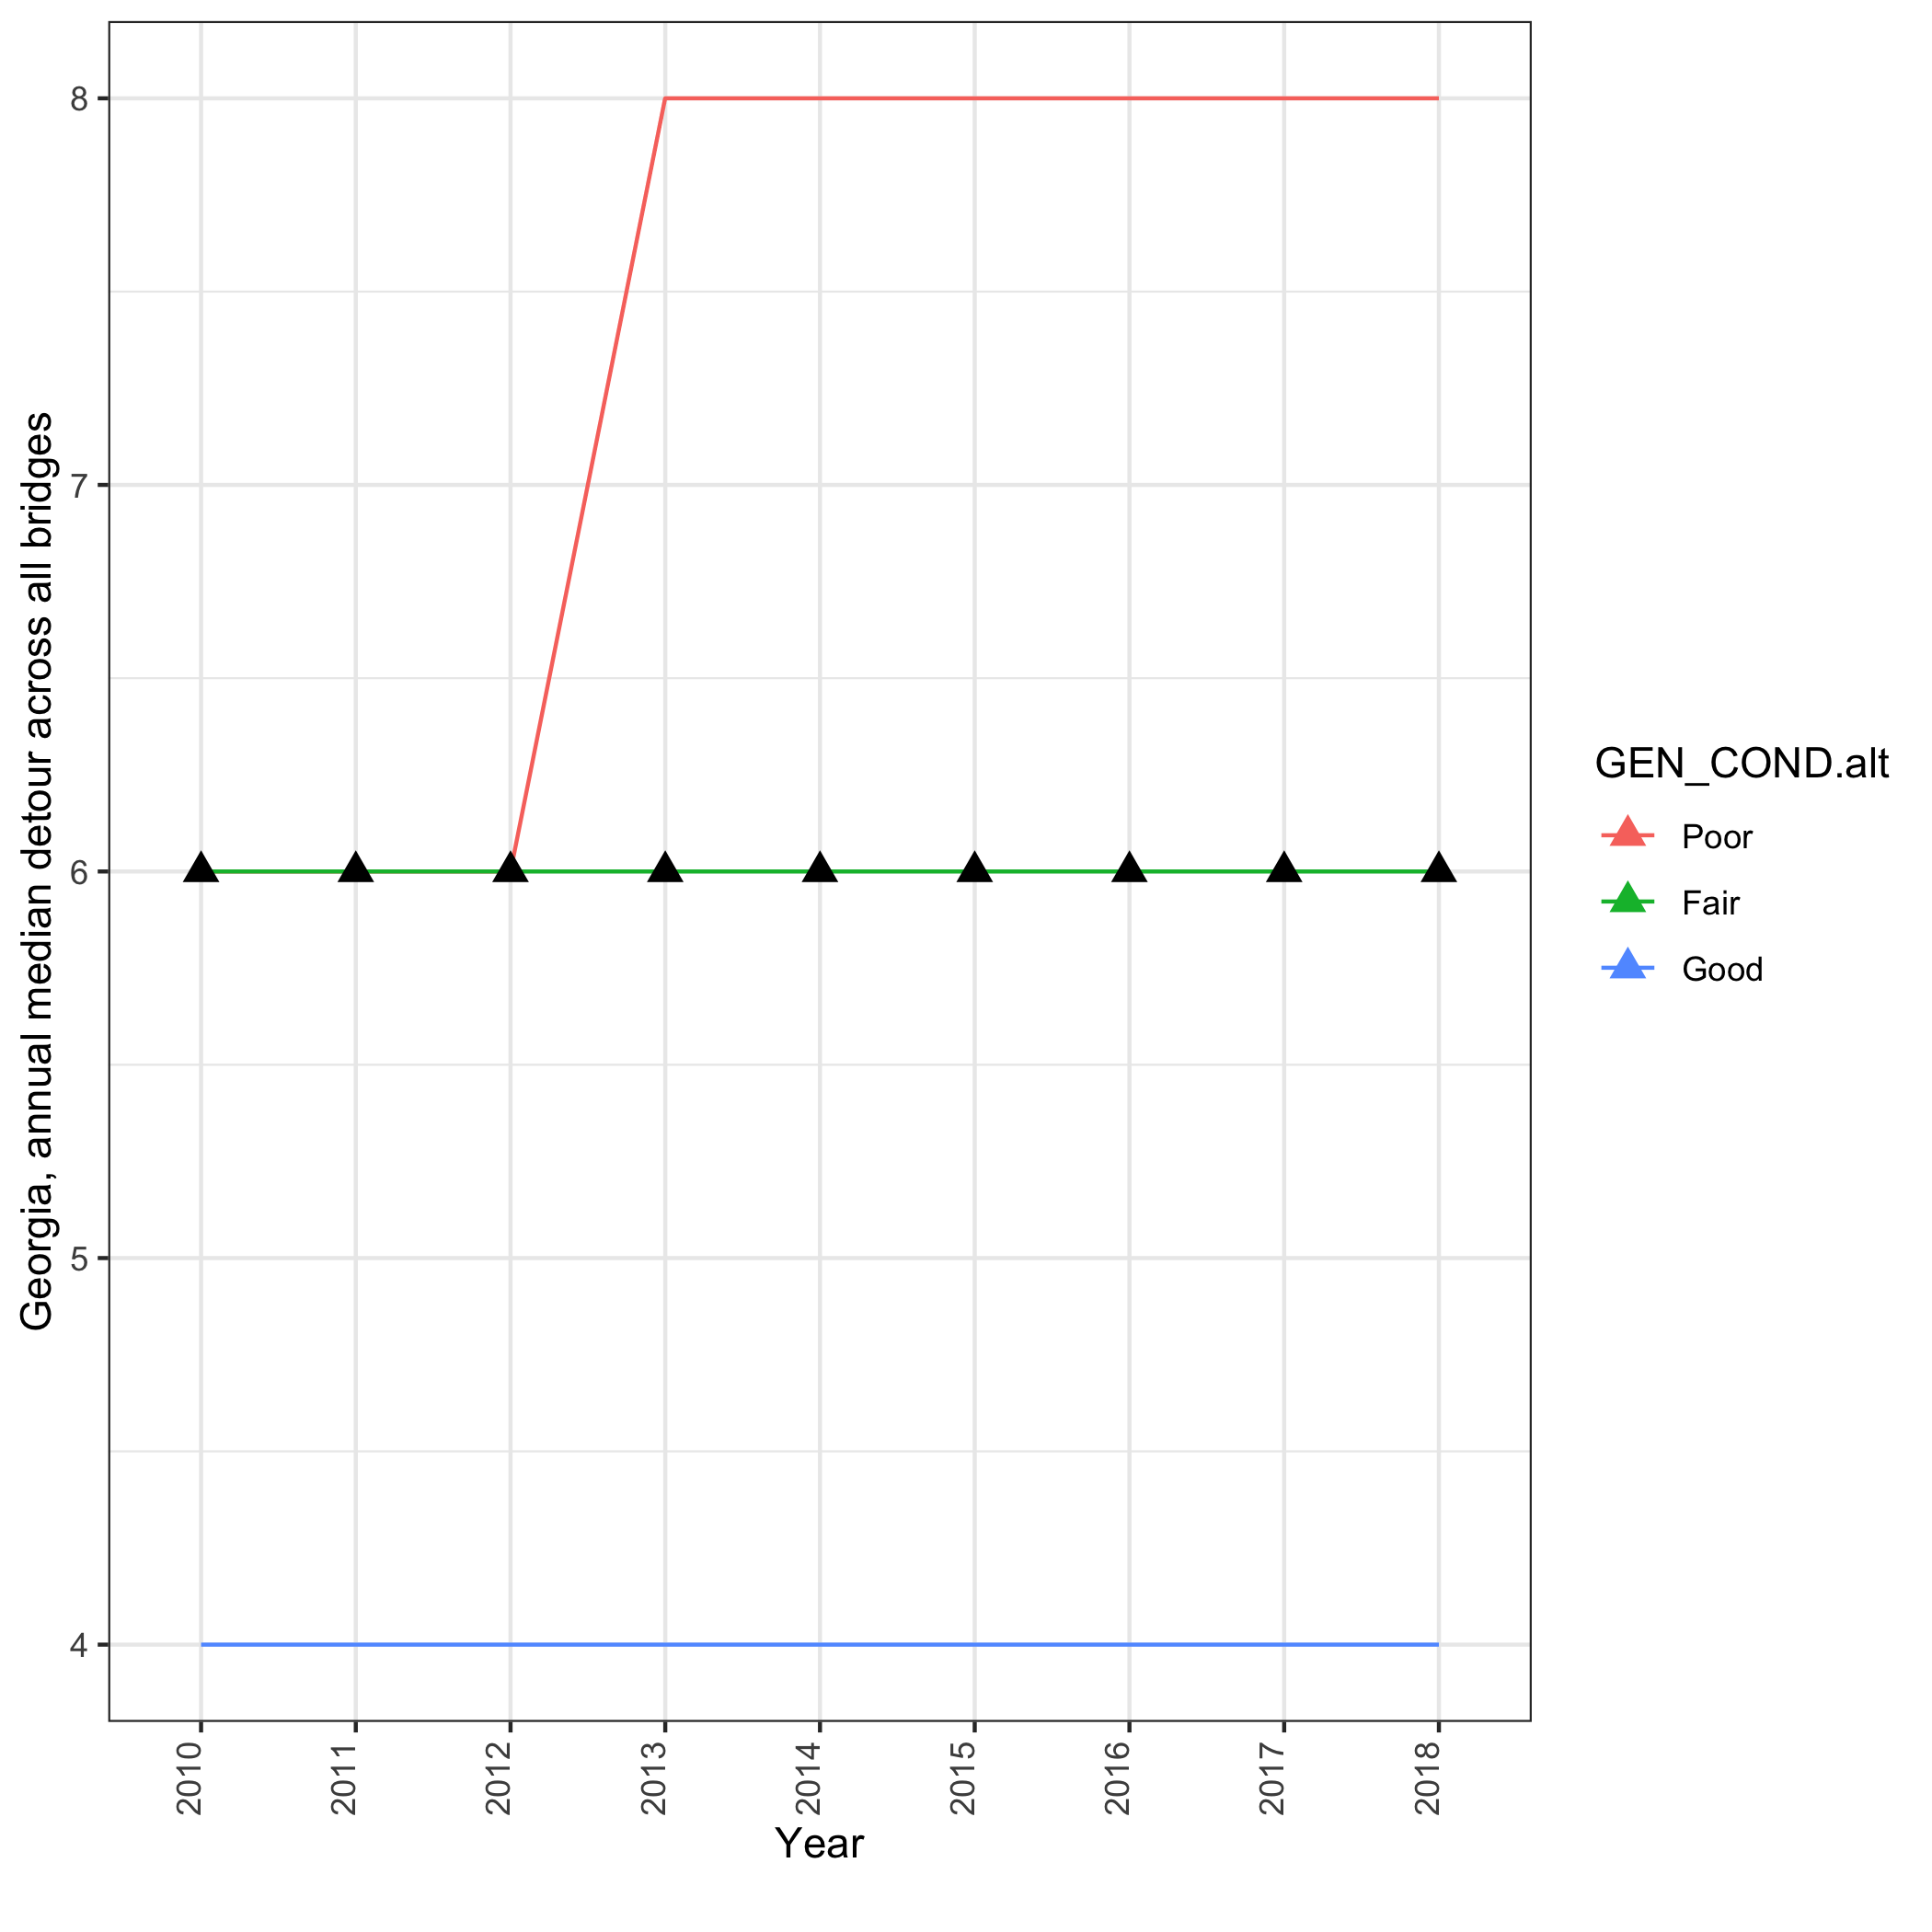 Georgia, annual median detour across all bridges
8
7
6
5
4
2010
2011
2012
2013
2014
2015
2016
2017
2018
Year
GEN_COND.alt
Poor
Fair
Good